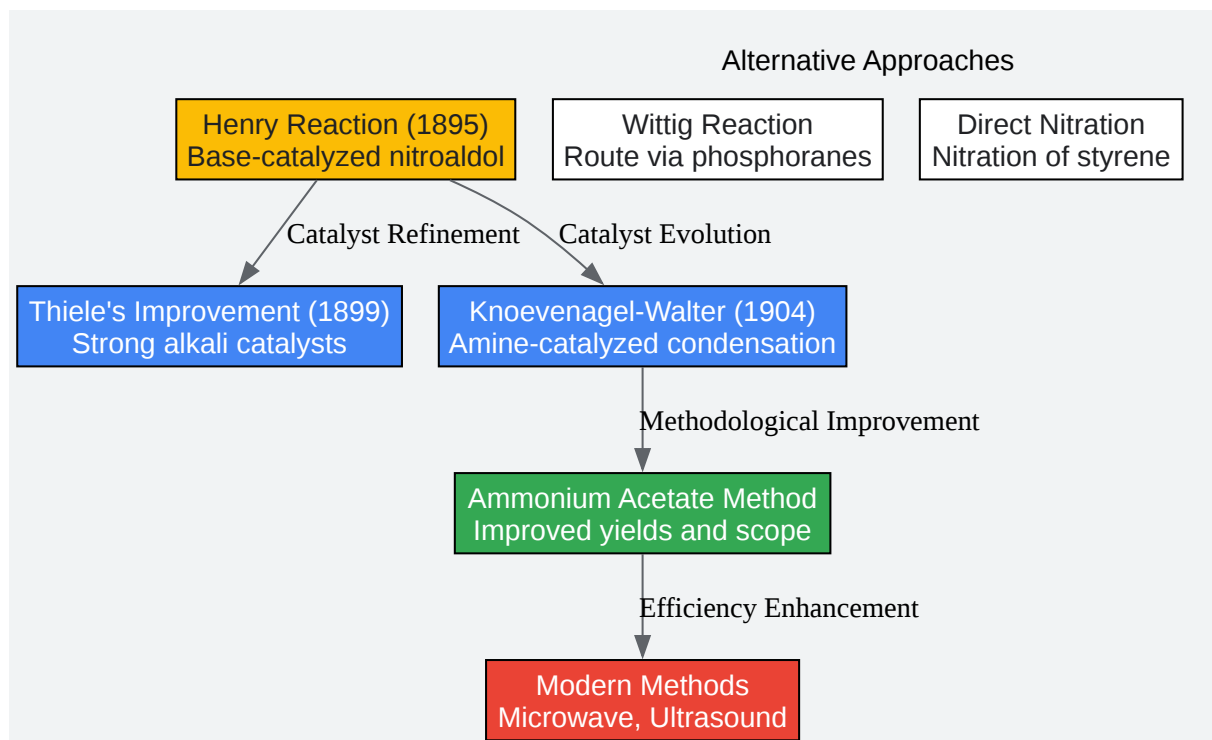 Alternative Approaches
Henry Reaction (1895)
Base-catalyzed nitroaldol
Wittig Reaction
Route via phosphoranes
Direct Nitration
Nitration of styrene
Catalyst Refinement
Catalyst Evolution
Thiele's Improvement (1899)
Strong alkali catalysts
Knoevenagel-Walter (1904)
Amine-catalyzed condensation
Methodological Improvement
Ammonium Acetate Method
Improved yields and scope
Efficiency Enhancement
Modern Methods
Microwave, Ultrasound